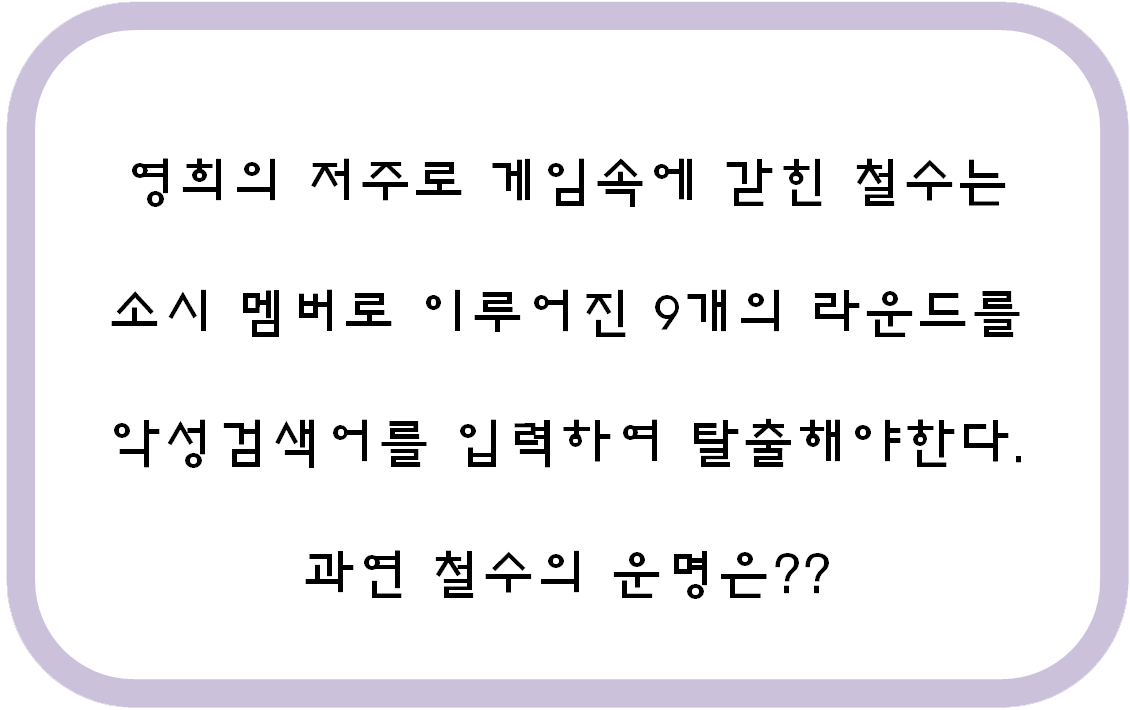 영희의 저주로 게임속에 갇힌 철수는
소시 멤버로 이루어진 9개의 라운드를
악성검색어를 입력하여 탈출해야한다.
과연 철수의 운명은??